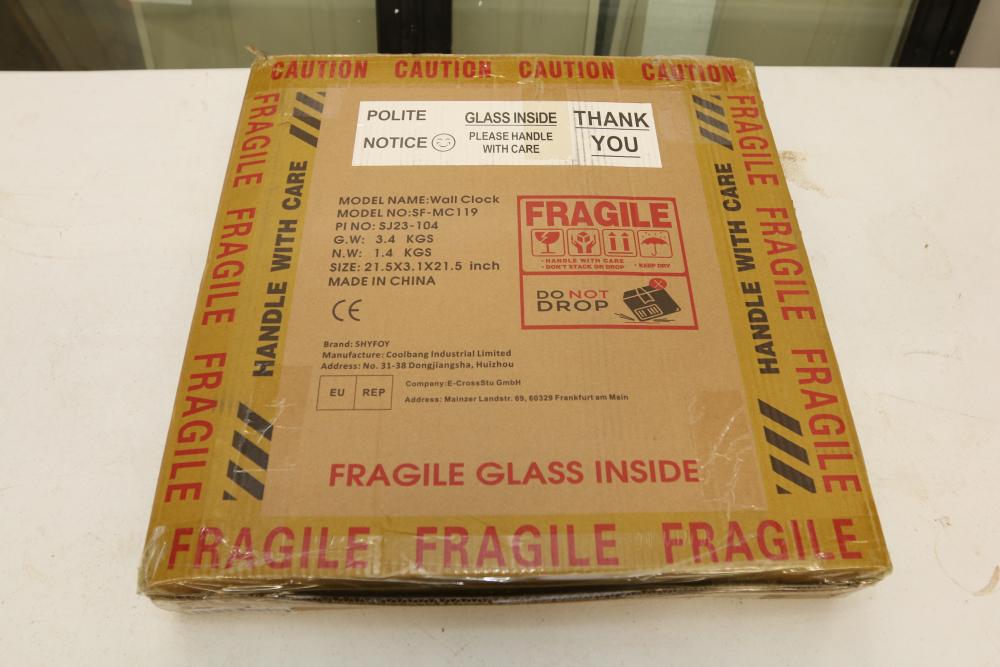 CAUTION CAUTION CAUTION CAUTION
POLITE
NOTICE
GLASS INSIDE
PLEASE HANDLE
WITH CARE
THANK
YOU
FRAGILE
FRAGILE
FRAGILE
FRAGILE
HANDLE WITH CARE
MODEL NAME:Wall Clock
MODEL NO:SF-MC119
PI NO: SJ23-104
G.W: 3.4 KGS
N.W: 1.4 KGS
SIZE: 21.5X3.1X21.5 inch
MADE IN CHINA
CE
FRAGILE
· HANDLE WITH CARE
· DON'T STACK OR DROP · KEEP DRY
DO NOT
DROP
Brand: SHYFOY
Manufacture: Coolbang Industrial Limited
Address: No. 31-38 Dongjiangsha, Huizhou
EU REP
Company:E-CrossStu GmbH
Address: Mainzer Landstr. 69, 60329 Frankfurt am Main
FRAGILE GLASS INSIDE
HANDLE WITH CARE
FRAGILE
FRAGILE
FRAGILE
FRAGILE FRAGILE FRAGILE